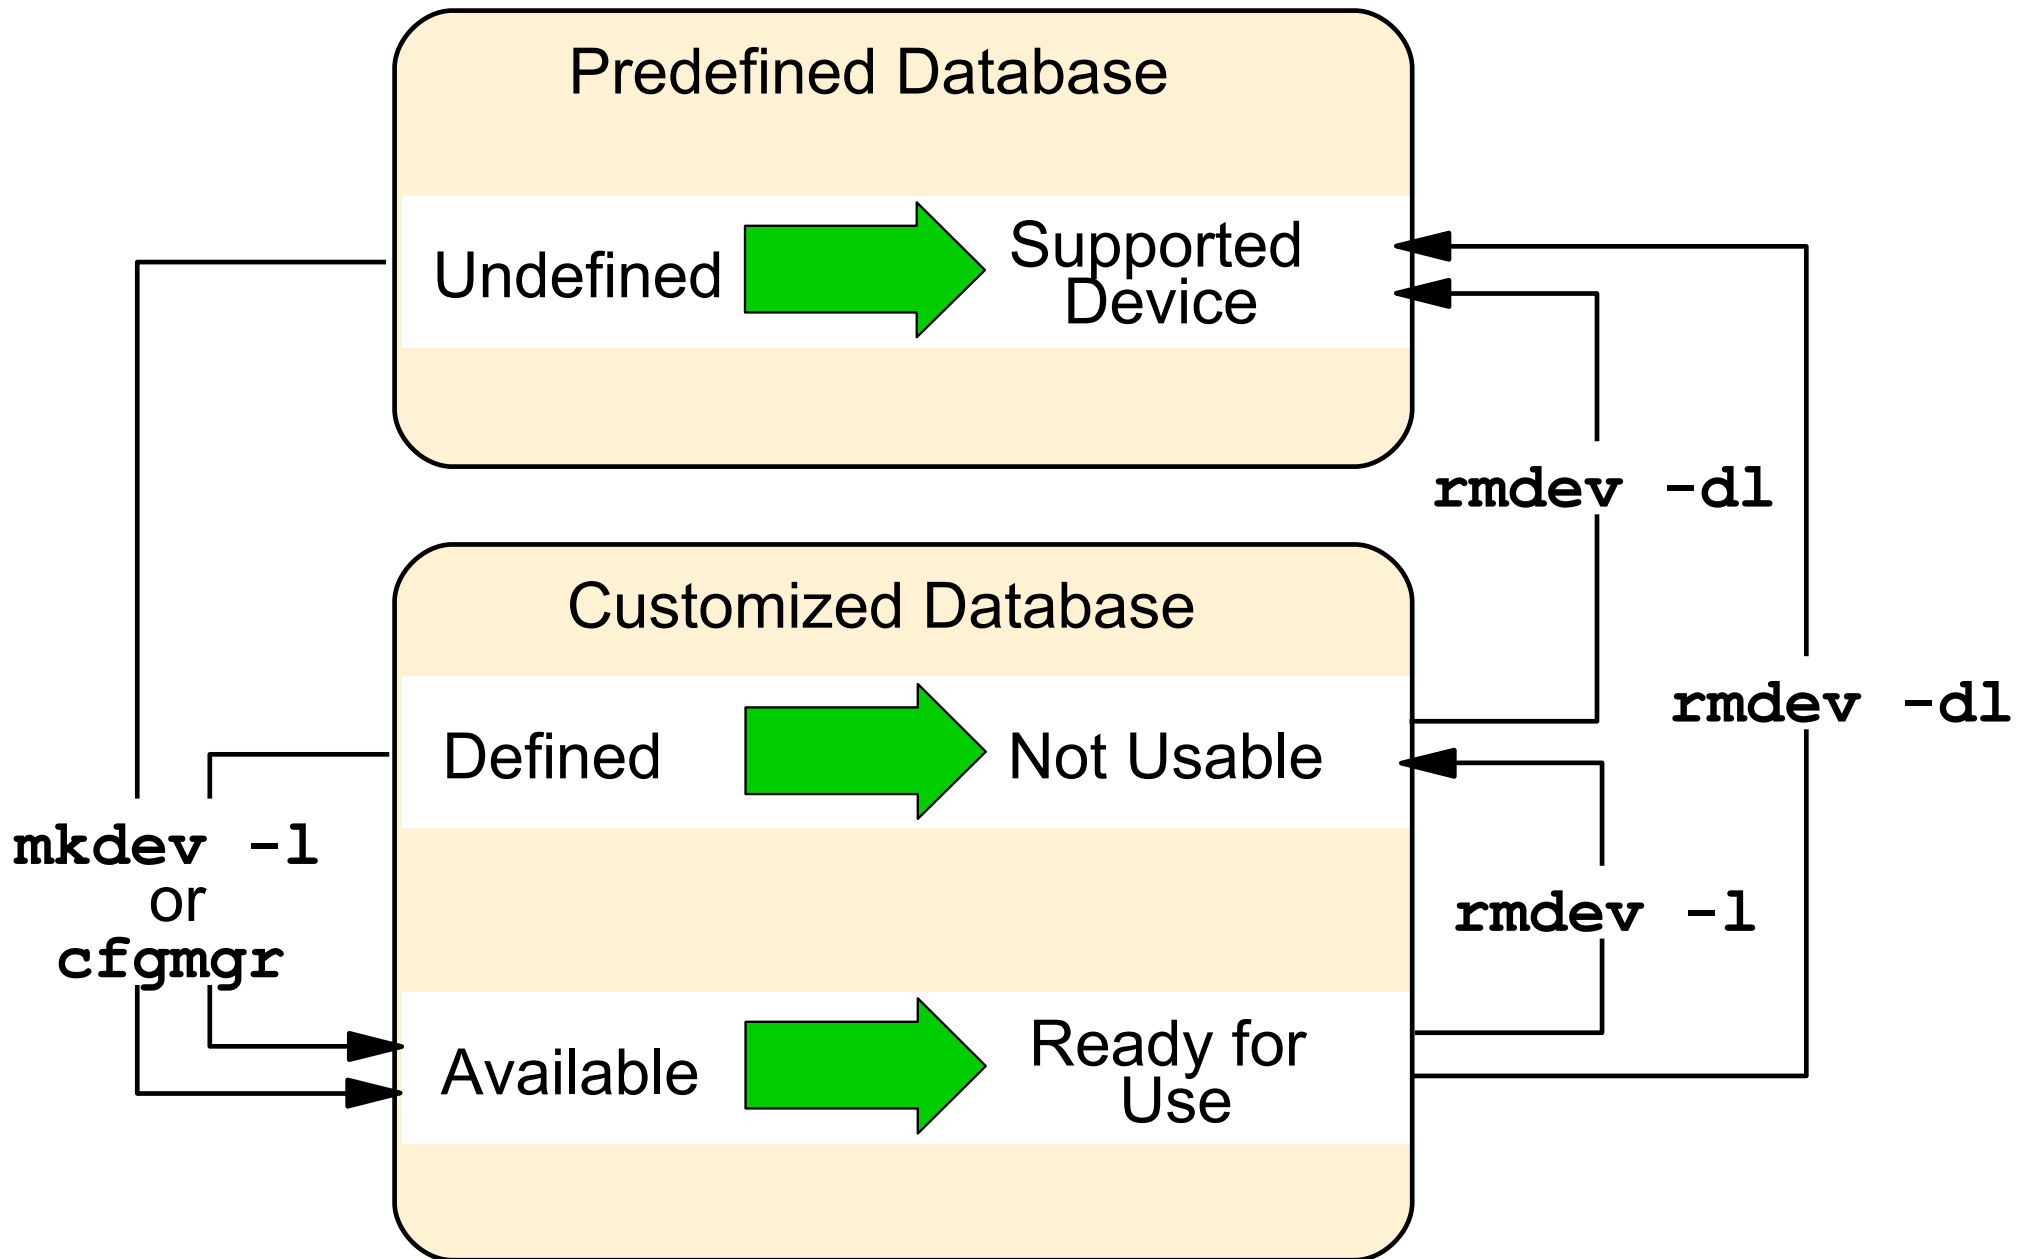 Predefined Database
Undefined
Supported
Device
rmdev -dl
Customized Database
rmdev -dl
Defined
Not Usable
mkdev -l
or
cfgmgr
rmdev -l
Available
Ready for
Use